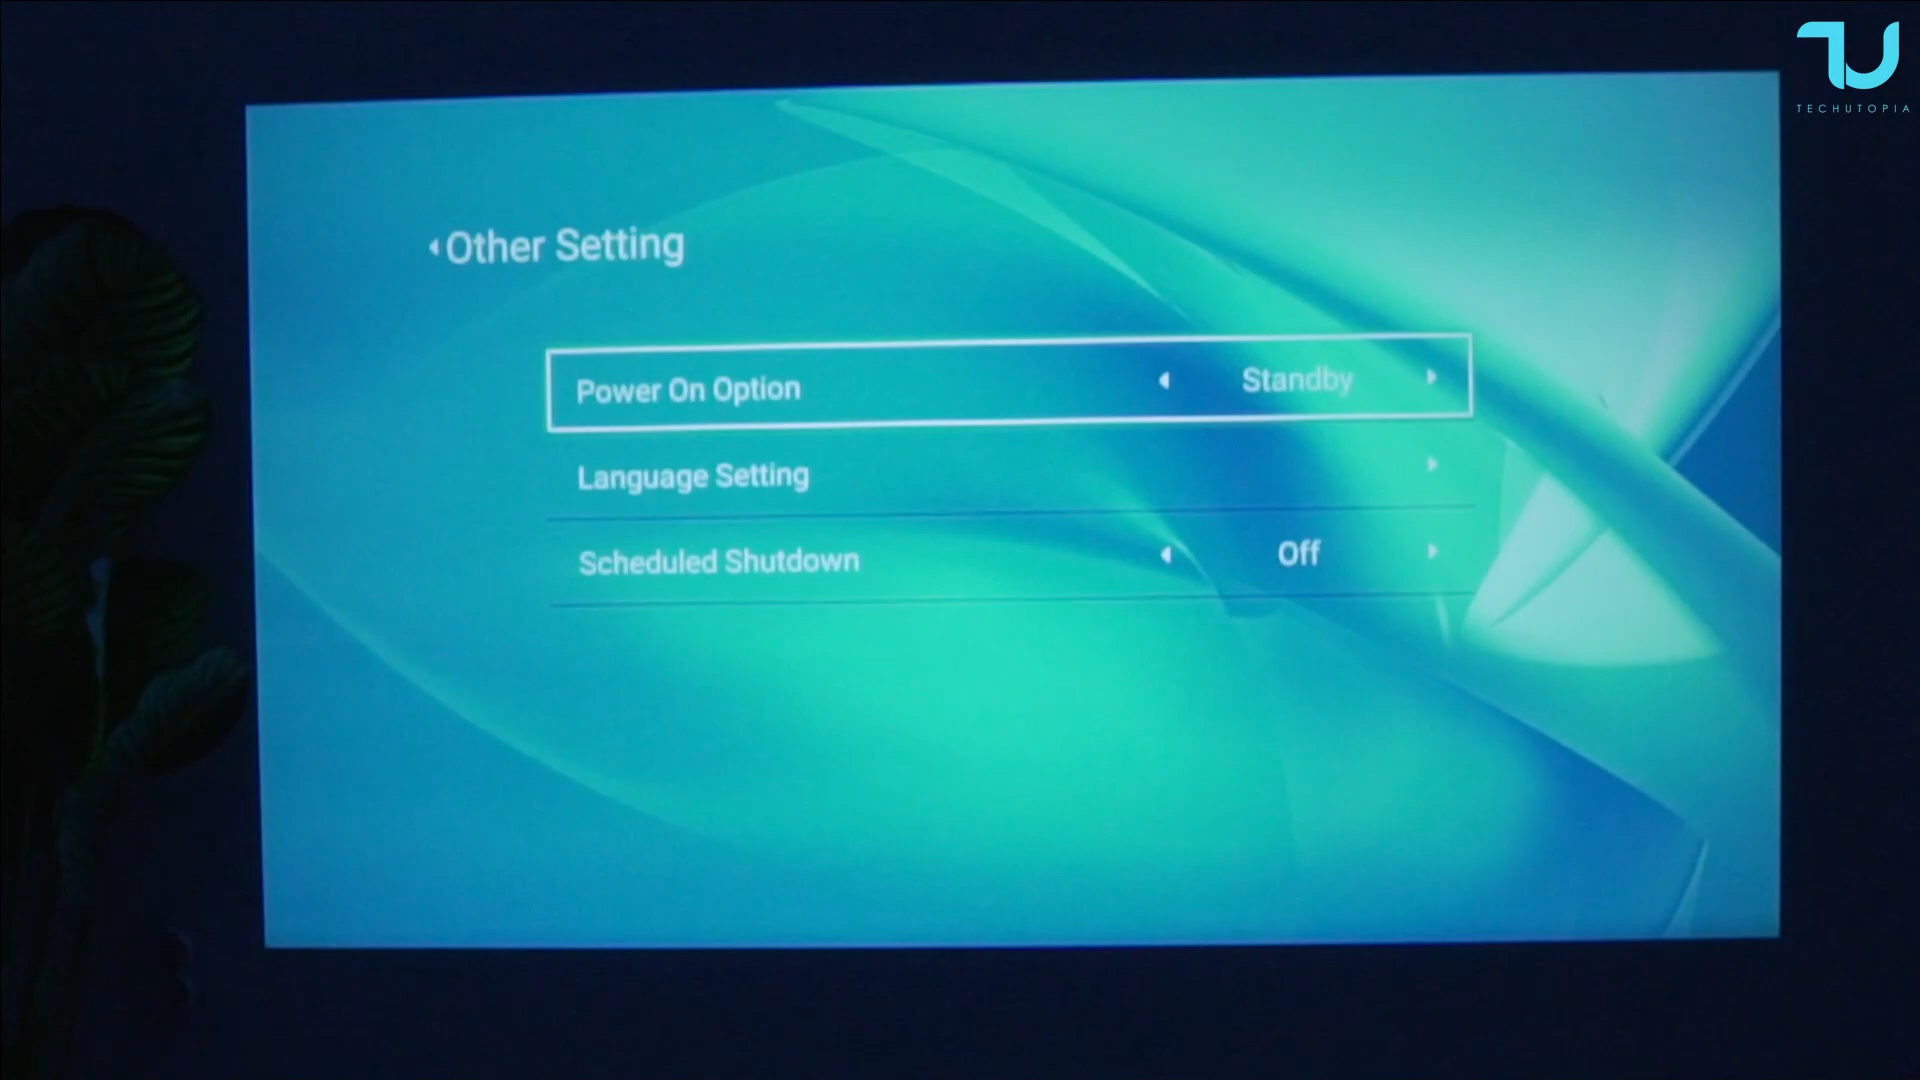 TECHUTOPIA
Other Setting
Power On Option Standby
Language Setting
Scheduled Shutdown Off